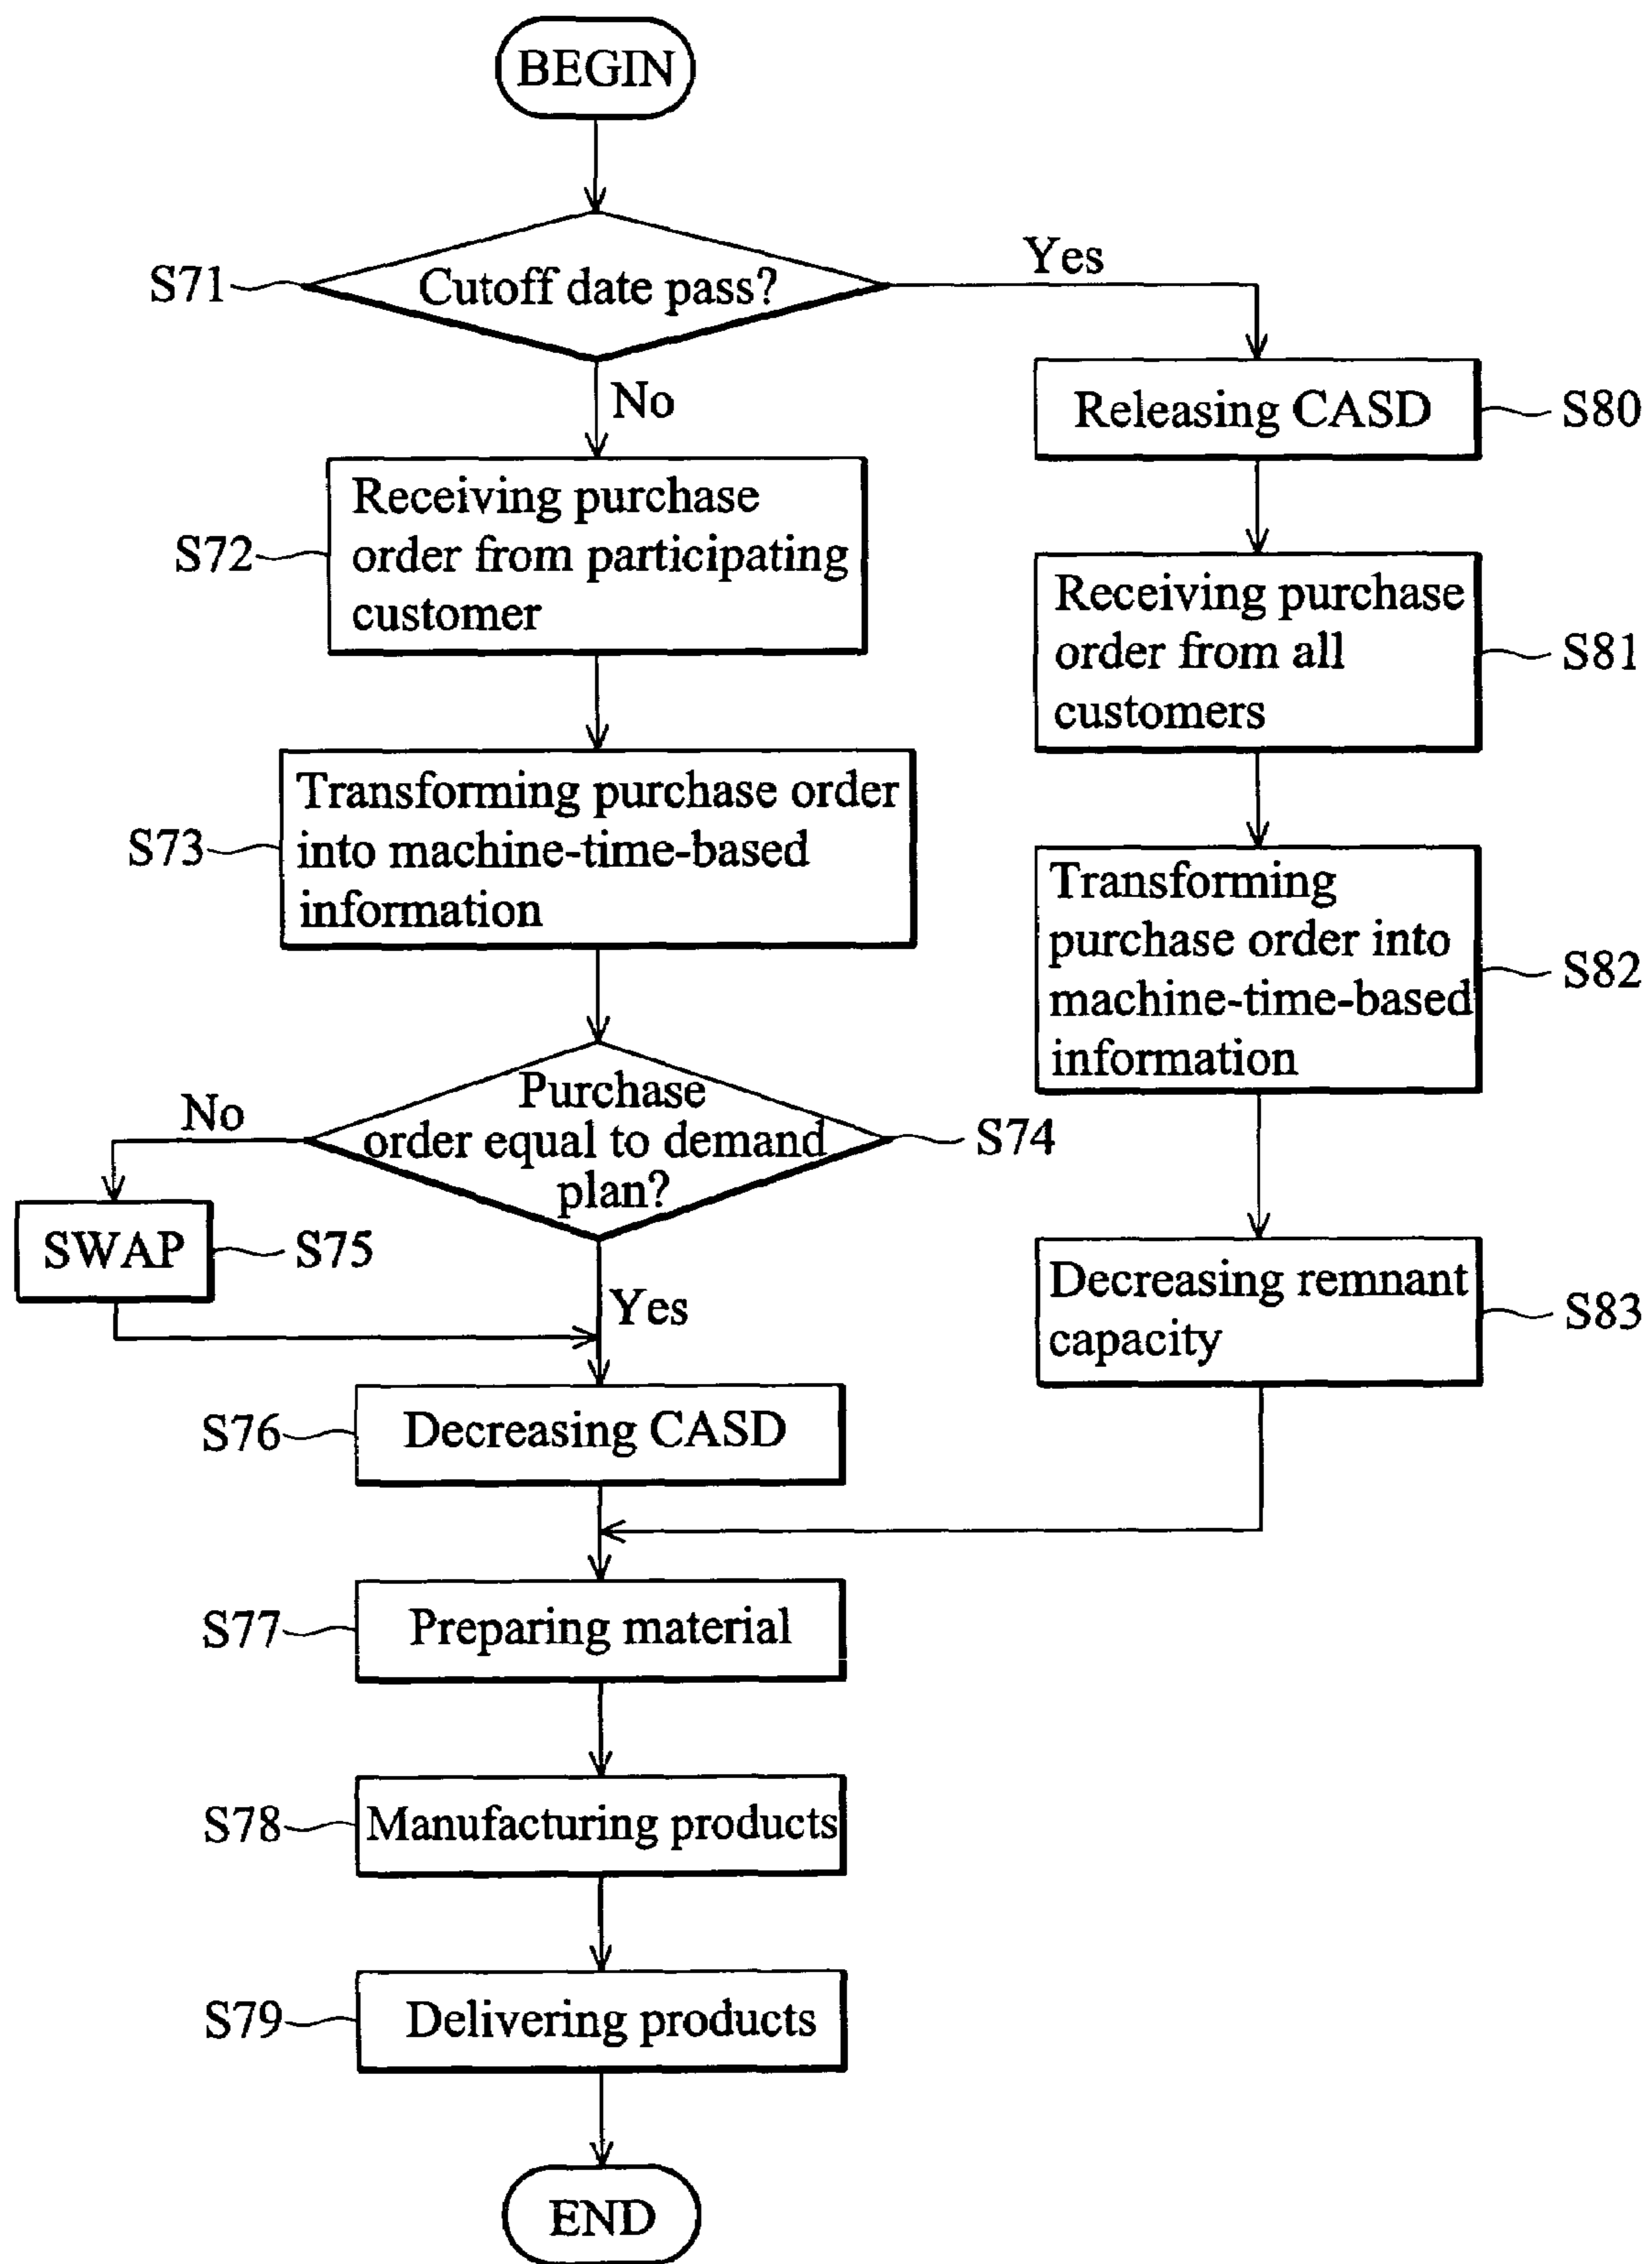 BEGIN
S71
Cutoff date pass?
Yes
No
S72
Receiving purchase
order from participating
customer
S73
Transforming purchase order
into machine-time-based
information
Purchase
order equal to demand
plan?
S74
No
SWAP
S75
Yes
S76
Decreasing CASD
S77
Preparing material
S78
Manufacturing products
S79
Delivering products
END
Releasing CASD
S80
Receiving purchase
order from all
customers
S81
Transforming
purchase order into
machine-time-based
information
S82
Decreasing remnant
capacity
S83